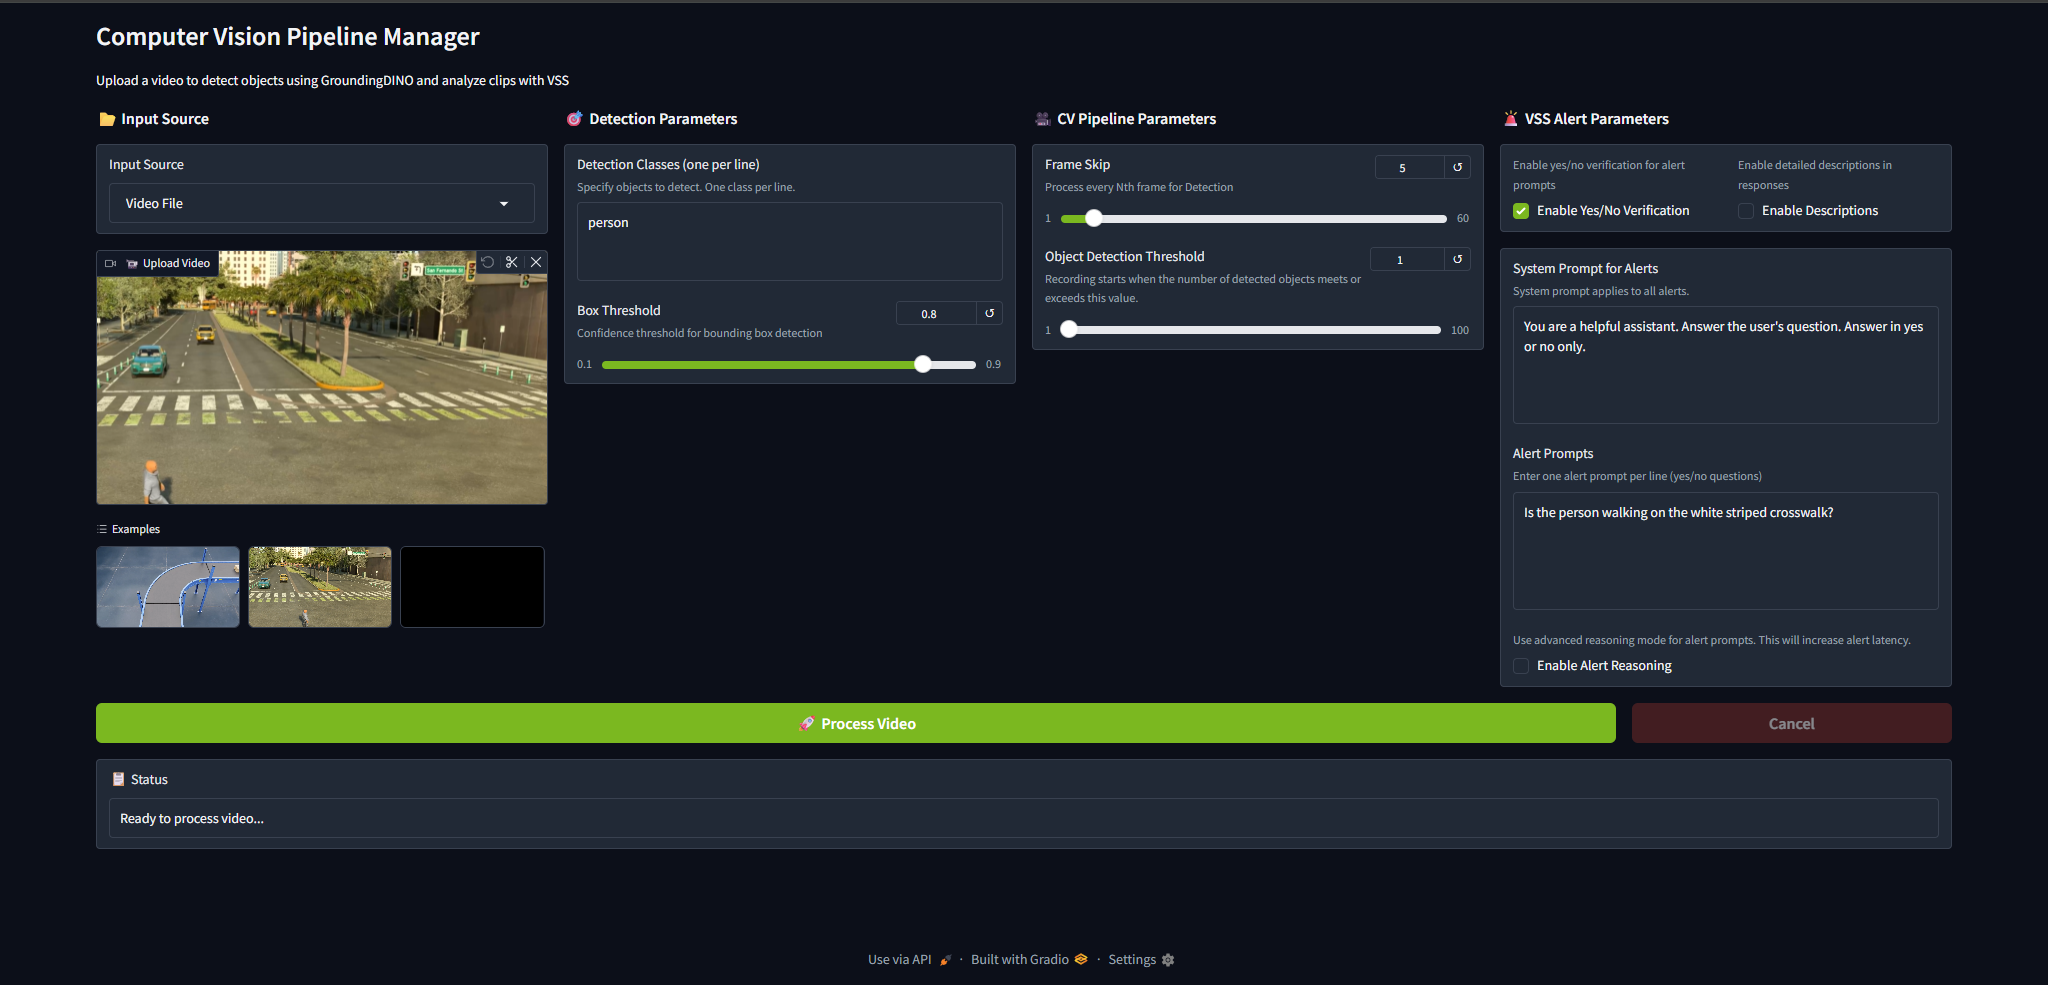 Computer Vision Pipeline Manager
Upload a video to detect objects using GroundingDINO and analyze clips with VSS
Input Source
Input Source
Video File
Upload Video
San Fernando St
Examples
Detection Parameters
Detection Classes (one per line)
Specify objects to detect. One class per line.
person
Box Threshold
0.8
Confidence threshold for bounding box detection
0.1
0.9
CV Pipeline Parameters
Frame Skip
5
Process every Nth frame for Detection
1
60
Object Detection Threshold
1
Recording starts when the number of detected objects meets or
exceeds this value.
1
100
VSS Alert Parameters
Enable yes/no verification for alert
prompts
Enable Yes/No Verification
Enable detailed descriptions in
responses
Enable Descriptions
System Prompt for Alerts
System prompt applies to all alerts.
You are a helpful assistant. Answer the user's question. Answer in yes
or no only.
Alert Prompts
Enter one alert prompt per line (yes/no questions)
Is the person walking on the white striped crosswalk?
Use advanced reasoning mode for alert prompts. This will increase alert latency.
Enable Alert Reasoning
Process Video
Cancel
Status
Ready to process video...
Use via API · Built with Gradio · Settings